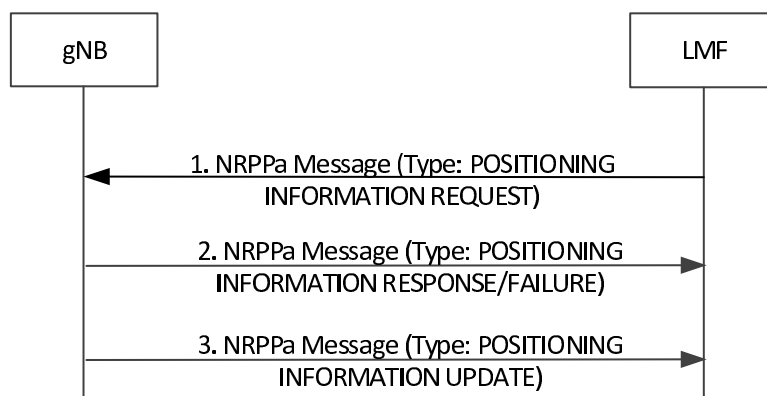 gNB
LMF
1. NRPPa Message (Type: POSITIONING
INFORMATION REQUEST)
2. NRPPa Message (Type: POSITIONING
INFORMATION RESPONSE/FAILURE)
3. NRPPa Message (Type: POSITIONING
INFORMATION UPDATE)